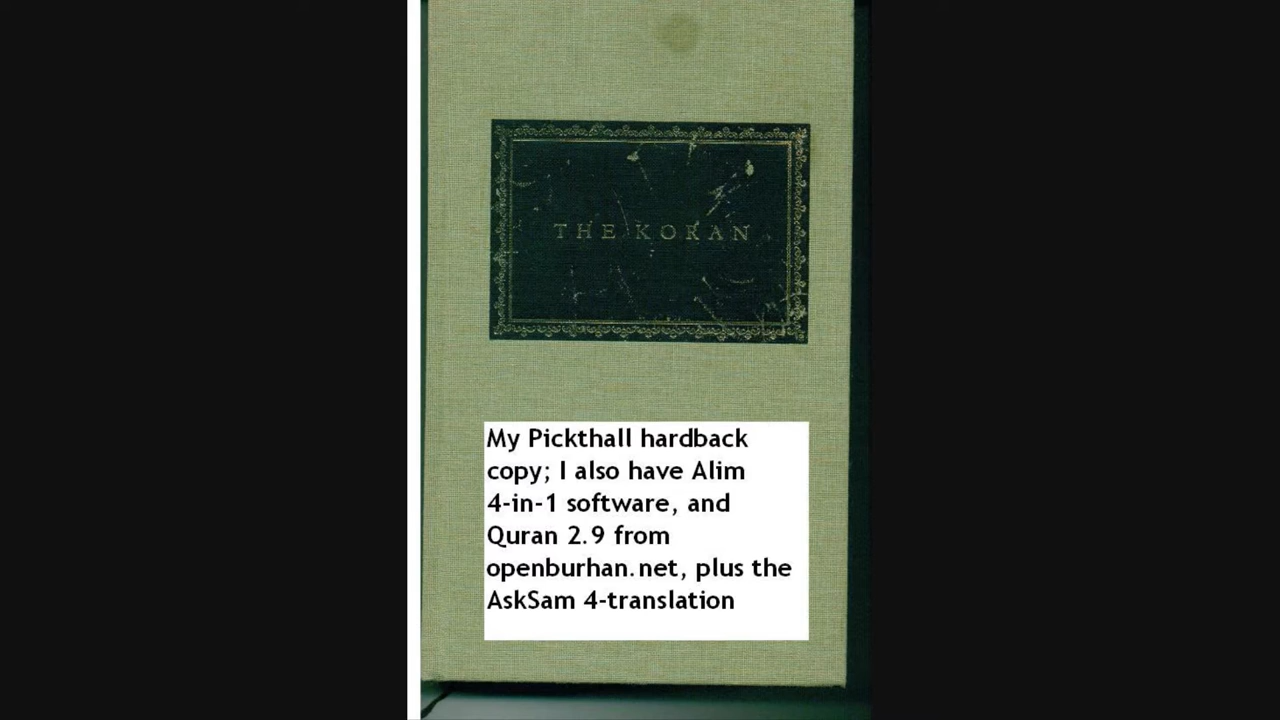 THE KORAN
My Pickthall hardback
copy; I also have Alim
4-in-1 software, and
Quran 2.9 from
openburhan.net, plus the
AskSam 4-translation